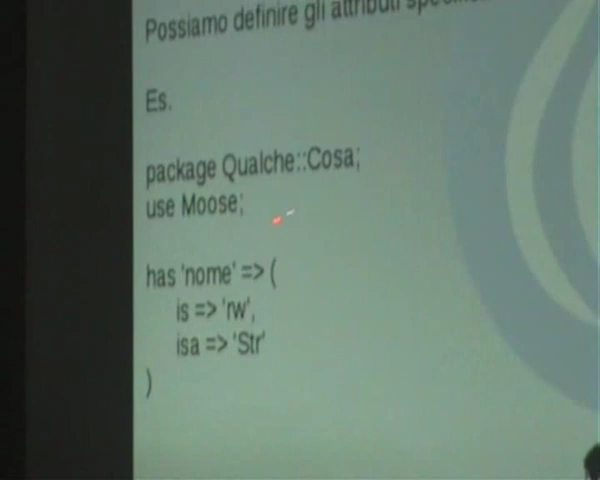 Possiamo definire gli attributi
Es.
package Qualche::Cosa;
use Moose;
has 'nome' => (
is => 'rw',
isa => 'Str'
)